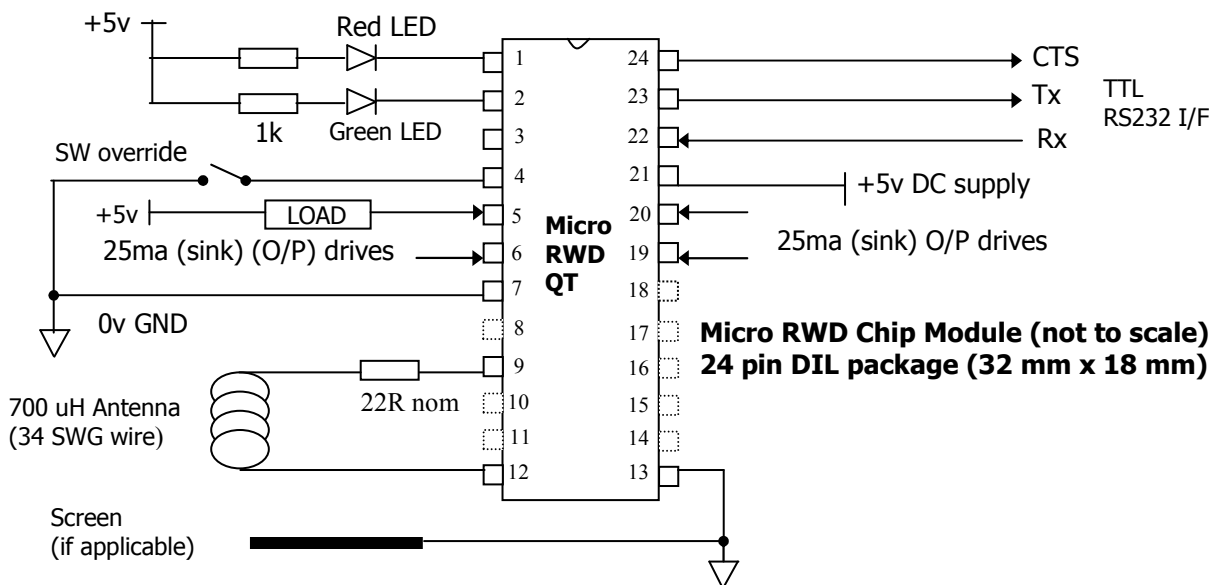 +5v
Red LED
1k
Green LED
SW override
+5v
LOAD
25ma (sink) (O/P) drives
0v GND
22R nom
700 uH Antenna
(34 SWG wire)
Screen
(if applicable)
1
2
3
4
5
6
7
8
9
10
11
12
Micro
RWD
QT
24
23
22
21
20
19
18
17
16
15
14
13
CTS
Tx
Rx
TTL
RS232 I/F
+5v DC supply
25ma (sink) O/P drives
Micro RWD Chip Module (not to scale)
24 pin DIL package (32 mm x 18 mm)